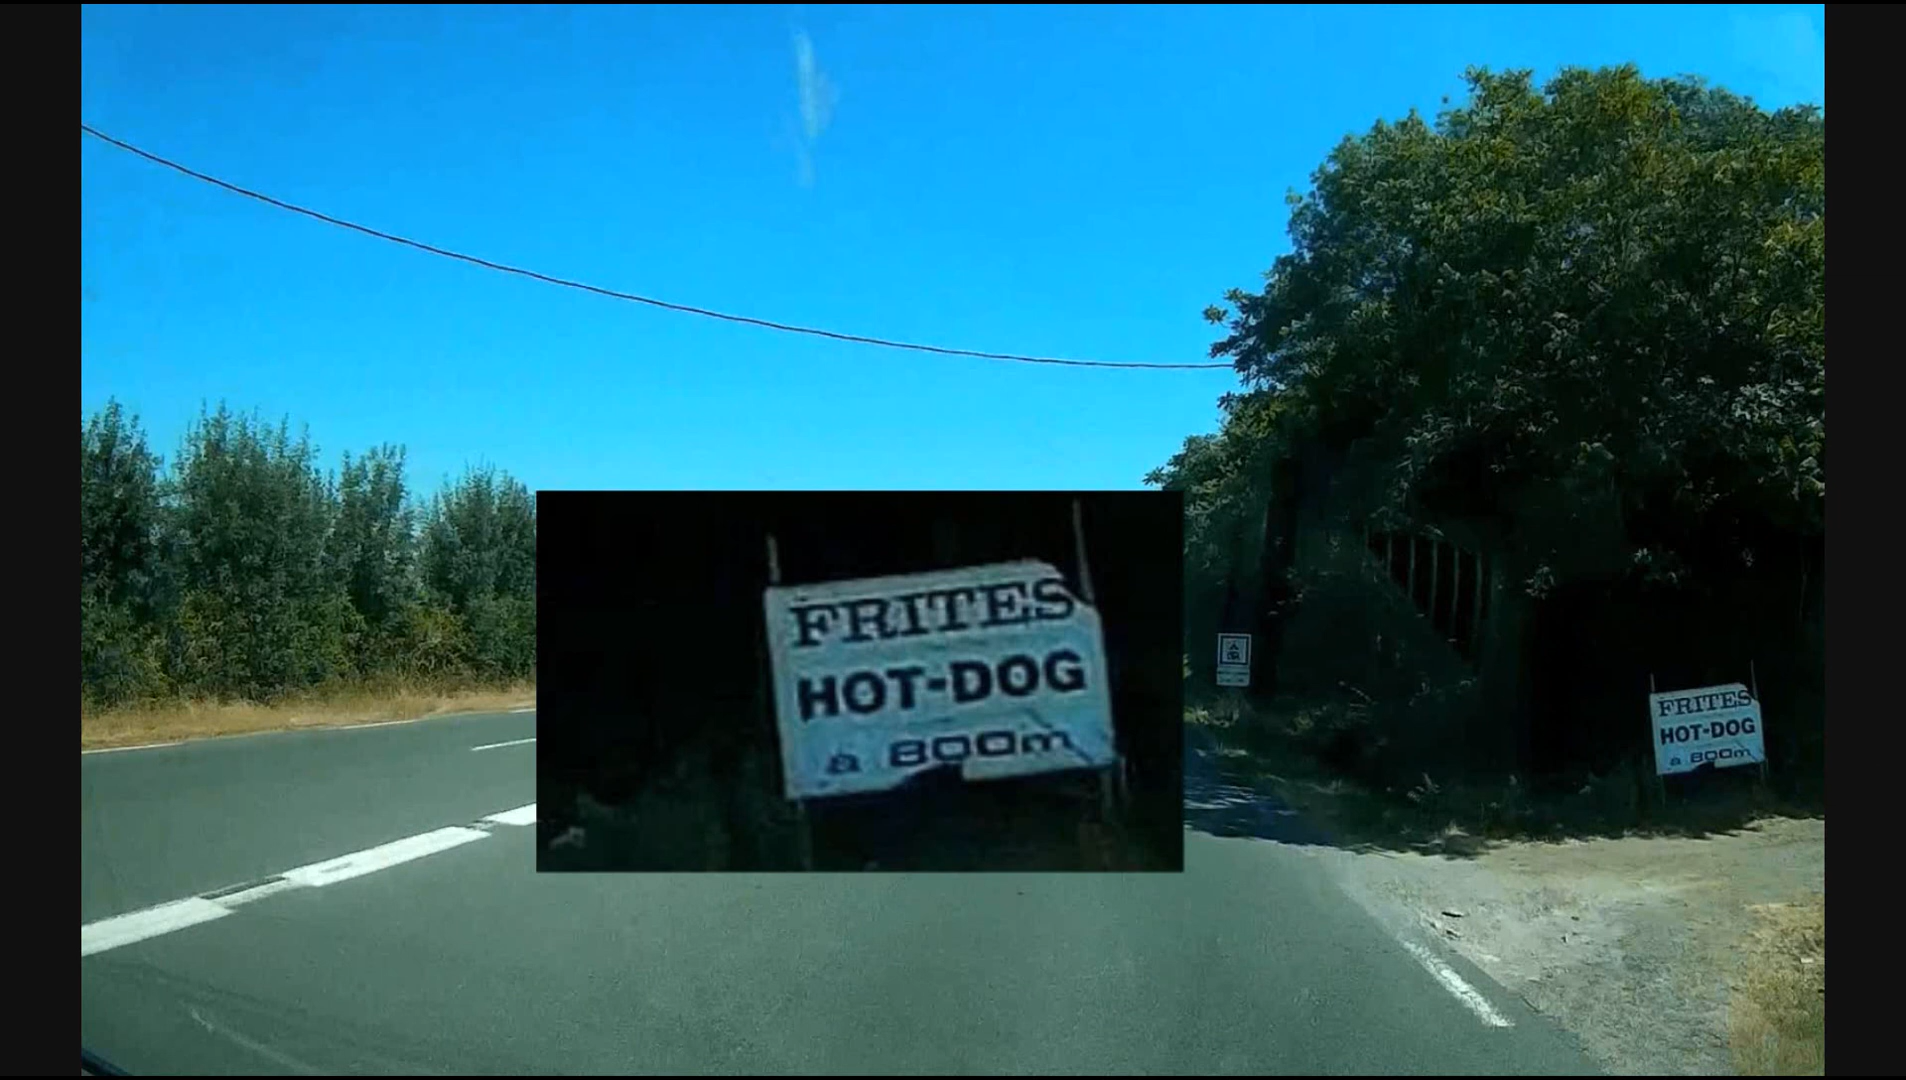 FRITES
HOT-DOG
a 800m
FRITES
HOT-DOG
a 800m